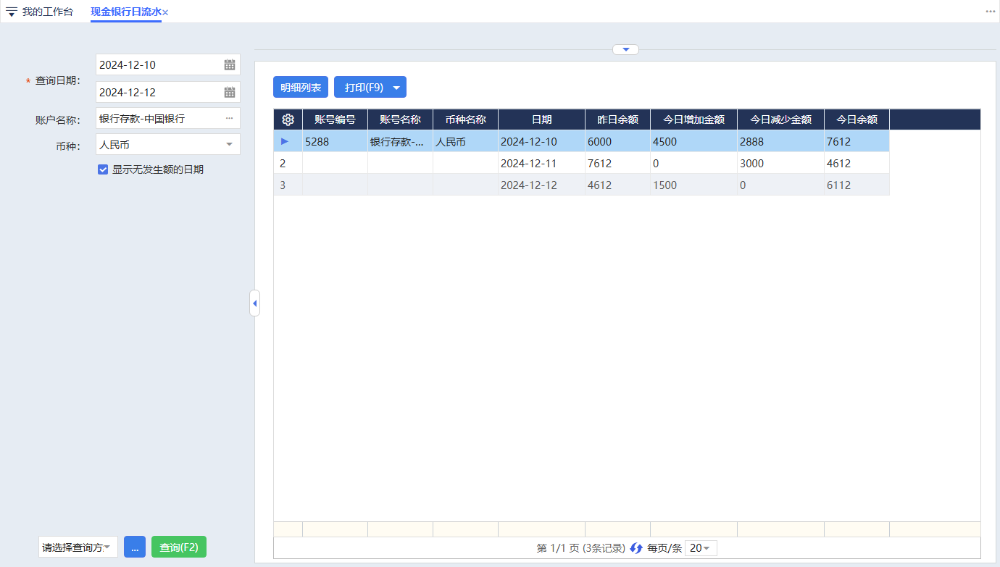 我的工作台 现金银行日流水×
2024-12-10
* 查询日期：
2024-12-12
账户名称： 银行存款-中国银行 ...
币种： 人民币
显示无发生额的日期
请选择查询方 ... 查询(F2)
明细列表 打印(F9)
账号编号 账号名称 币种名称 日期 昨日余额 今日增加金额 今日减少金额 今日余额
5288 银行存款-... 人民币 2024-12-10 6000 4500 2888 7612
2 2024-12-11 7612 0 3000 4612
3 2024-12-12 4612 1500 0 6112
第 1/1 页 (3条记录) 每页/条 20